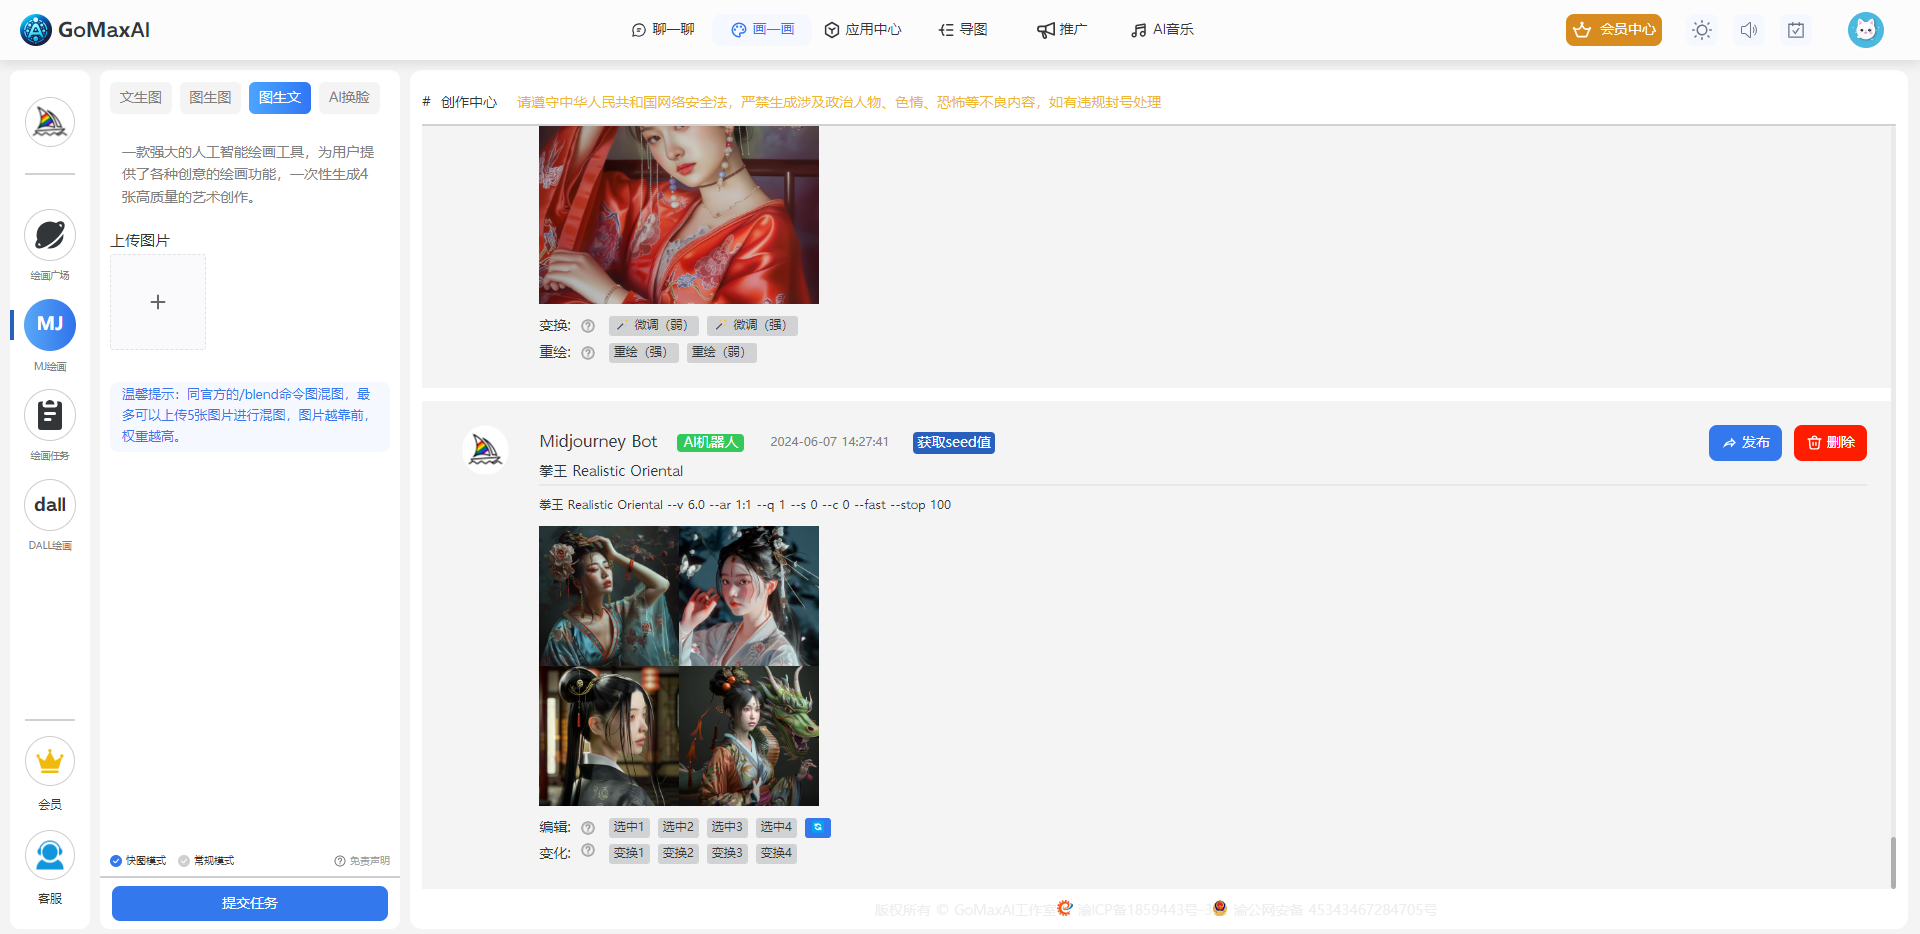 GoMaxAI
聊一聊
画一画
应用中心
导图
推广
AI音乐
会员中心
绘画广场
MJ
MJ绘画
绘画任务
dall
DALL绘画
会员
客服
文生图
图生图
图生文
AI换脸
一款强大的人工智能绘画工具，为用户提
供了各种创意的绘画功能，一次性生成4
张高质量的艺术创作。
上传图片
温馨提示：同官方的/blend命令图混图，最
多可以上传5张图片进行混图，图片越靠前，
权重越高。
快图模式
常规模式
免责声明
提交任务
# 创作中心 请遵守中华人民共和国网络安全法，严禁生成涉及政治人物、色情、恐怖等不良内容，如有违规封号处理
变换: 微调（弱） 微调（强）
重绘: 重绘（强） 重绘（弱）
Midjourney Bot AI机器人 2024-06-07 14:27:41 获取seed值
发布
删除
拳王 Realistic Oriental
拳王 Realistic Oriental --v 6.0 --ar 1:1 --q 1 --s 0 --c 0 --fast --stop 100
编辑: 选中1 选中2 选中3 选中4
变化: 变换1 变换2 变换3 变换4
版权所有 © GoMaxAI工作室 渝ICP备1859443号 渝公网安备 45343467284705号